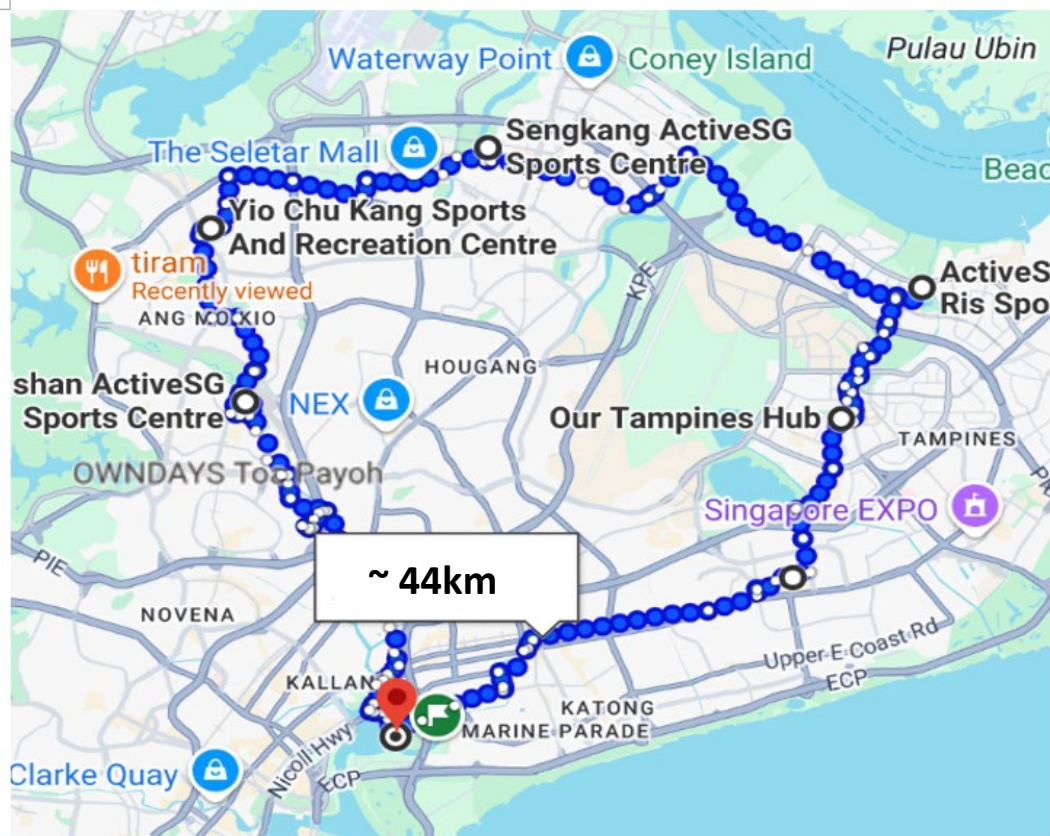 Pulau Ubin
Waterway Point
Coney Island
Sengkang ActiveSG
Sports Centre
The Seletar Mall
Beac
Yio Chu Kang Sports
And Recreation Centre
tiram
Recently viewed
KPE
ActiveS
Ris Spo
ANG MO KIO
HOUGANG
shan ActiveSG
Sports Centre
NEX
Our Tampines Hub
TAMPINES
OWNDAYS Toa Payoh
PIE
Singapore EXPO
PIE
~ 44km
NOVENA
Upper E Coast Rd
ECP
KALLAN
KATONG
MARINE PARADE
Nicoll Hwy
ECP
Clarke Quay